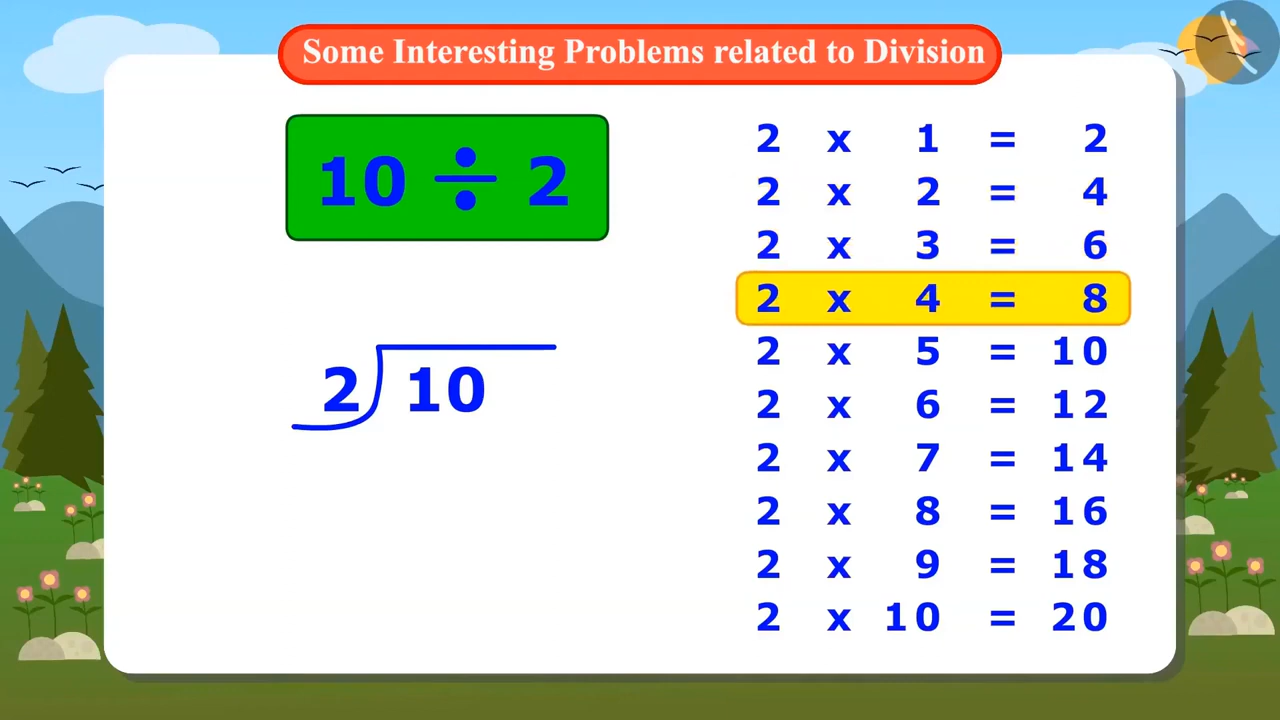 Some Interesting Problems related to Division
10 ÷ 2
2 10
2 x 1 = 2
2 x 2 = 4
2 x 3 = 6
2 x 4 = 8
2 x 5 = 10
2 x 6 = 12
2 x 7 = 14
2 x 8 = 16
2 x 9 = 18
2 x 10 = 20